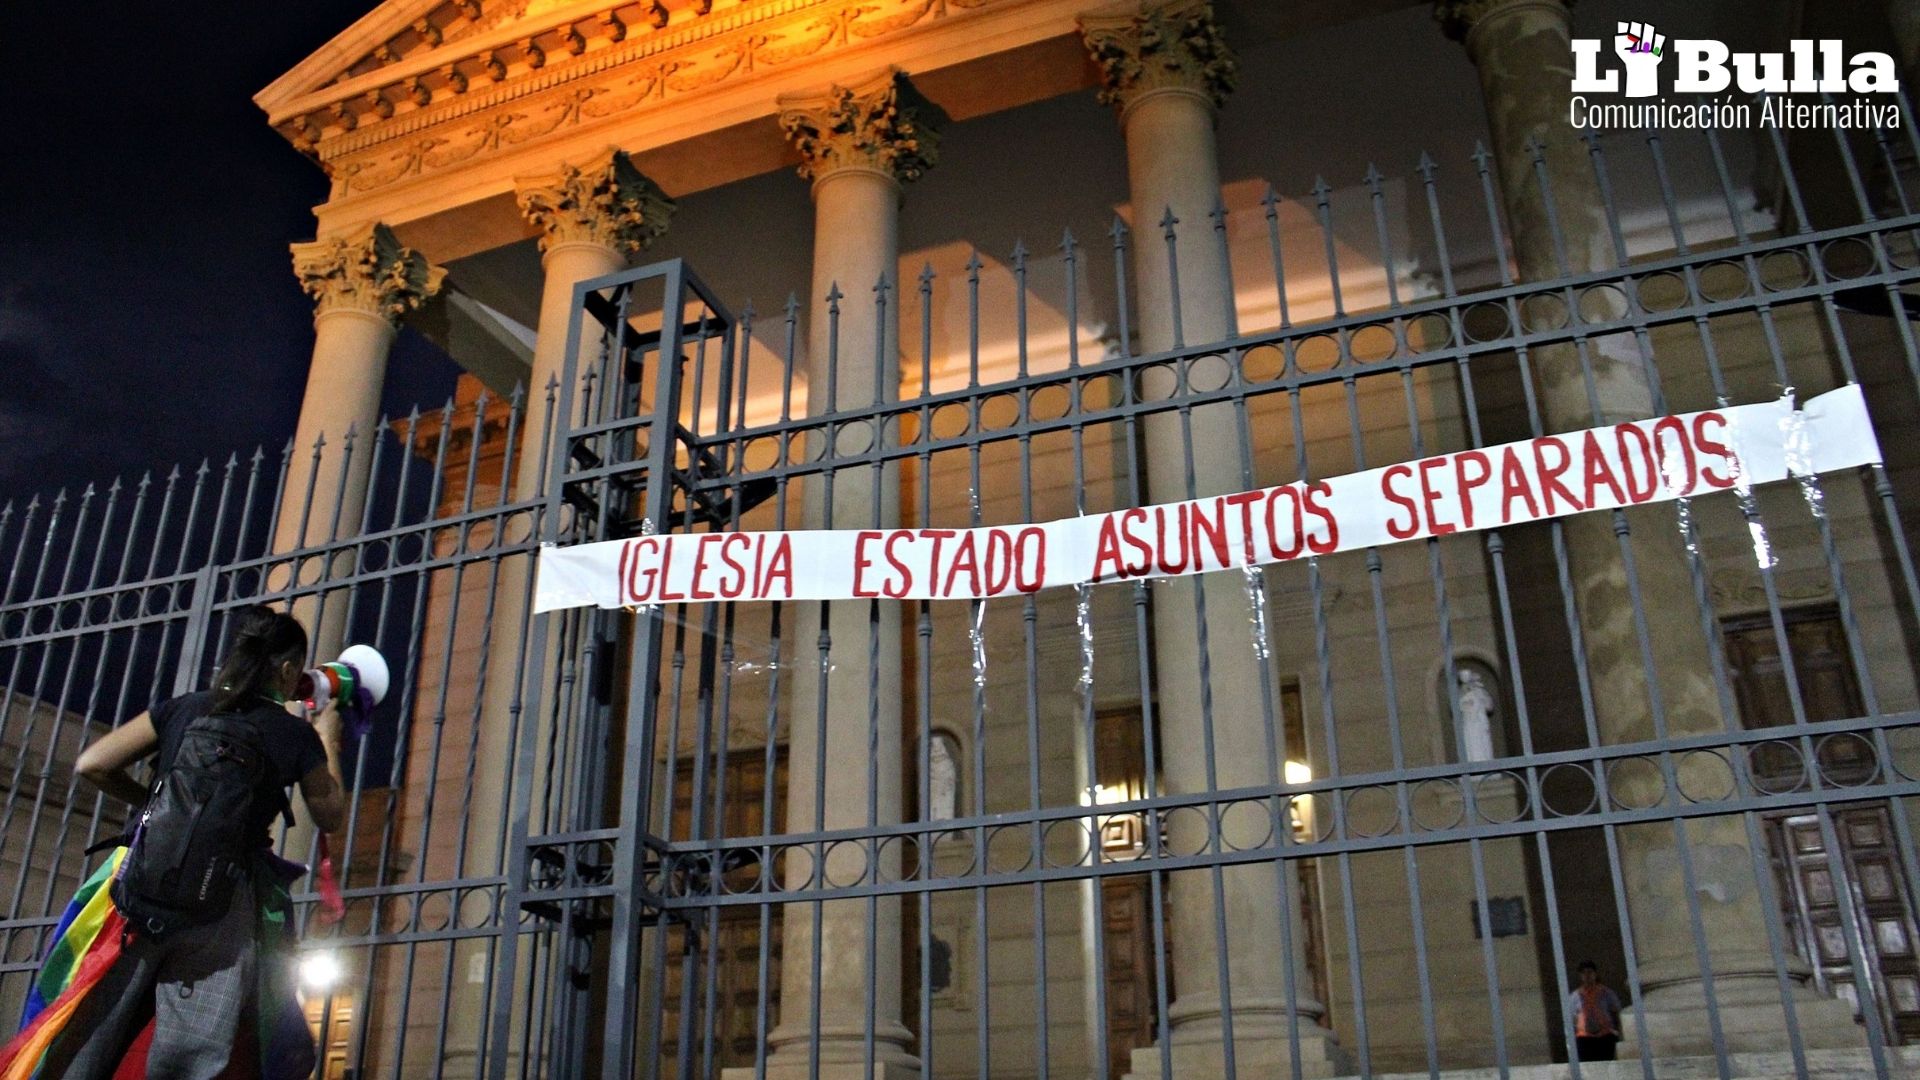 La Bulla
Comunicación Alternativa
IGLESIA ESTADO ASUNTOS SEPARADOS